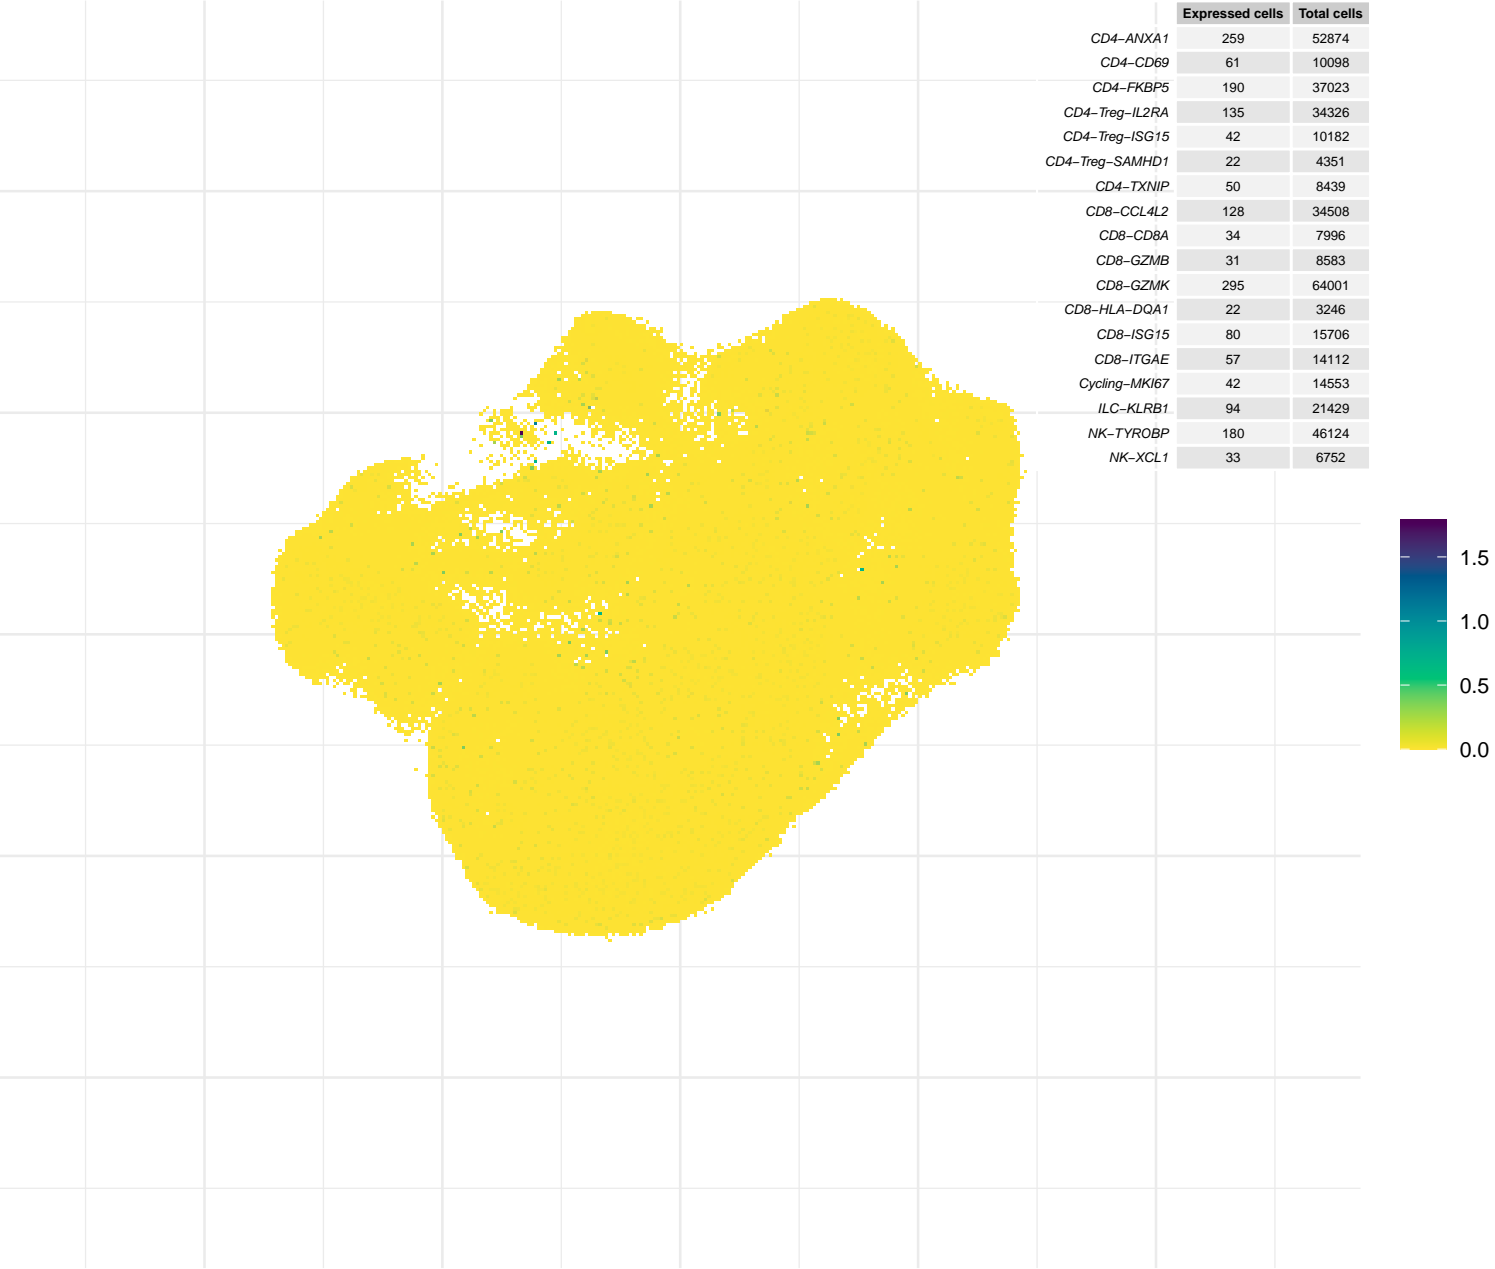 Expressed cells Total cells
CD4−ANXA1 259 52874
CD4−CD69 61 10098
CD4−FKBP5 190 37023
CD4−Treg−IL2RA 135 34326
CD4−Treg−ISG15 42 10182
CD4−Treg−SAMHD1 22 4351
CD4−TXNIP 50 8439
CD8−CCL4L2 128 34508
CD8−CD8A 34 7996
CD8−GZMB 31 8583
CD8−GZMK 295 64001
CD8−HLA−DQA1 22 3246
CD8−ISG15 80 15706
CD8−ITGAE 57 14112
Cycling−MKI67 42 14553
ILC−KLRB1 94 21429
NK−TYROBP 180 46124
NK−XCL1 33 6752
1.5
1.0
0.5
0.0